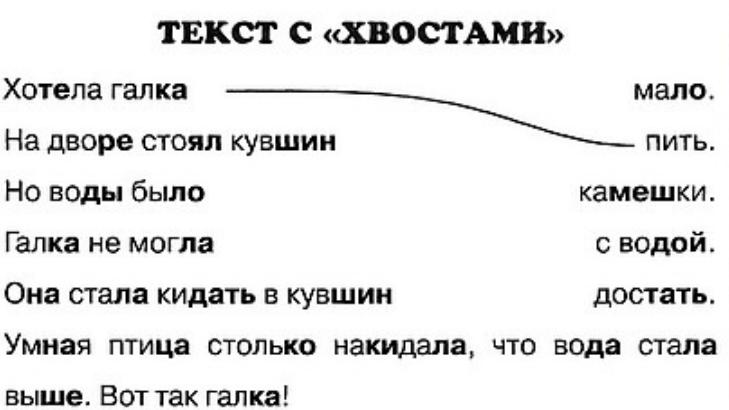 ТЕКСТ С «ХВОСТАМИ»
Хотела галка мало.
На дворе стоял кувшин пить.
Но воды было камешки.
Галка не могла с водой.
Она стала кидать в кувшин достать.
Умная птица столько накидала, что вода стала
выше. Вот так галка!